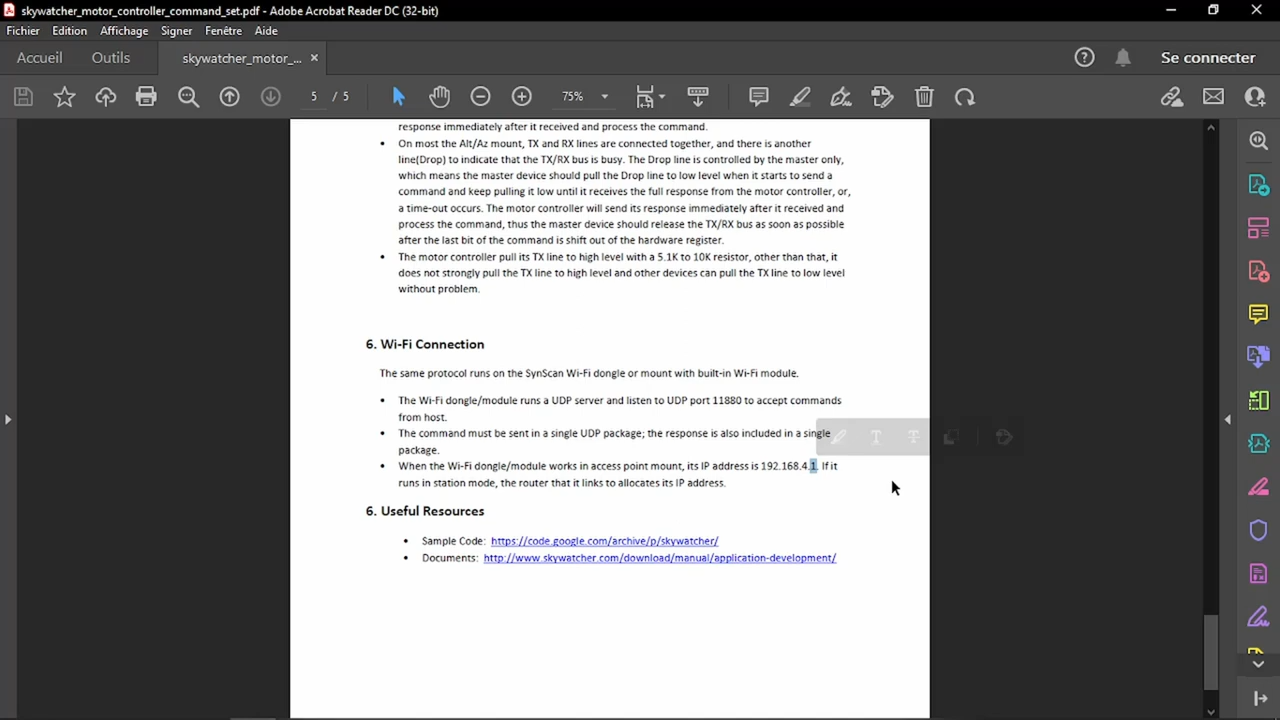 skywatcher_motor_controller_command_set.pdf - Adobe Acrobat Reader DC (32-bit)
Fichier Edition Affichage Signer Fenêtre Aide
Accueil Outils skywatcher_motor_... × Se connecter
5 / 5 75%
response immediately after it received and process the command.
• On most the Alt/Az mount, TX and RX lines are connected together, and there is another
line(Drop) to indicate that the TX/RX bus is busy. The Drop line is controlled by the master only,
which means the master device should pull the Drop line to low level when it starts to send a
command and keep pulling it low until it receives the full response from the motor controller, or,
a time-out occurs. The motor controller will send its response immediately after it received and
process the command, thus the master device should release the TX/RX bus as soon as possible
after the last bit of the command is shift out of the hardware register.
• The motor controller pull its TX line to high level with a 5.1K to 10K resistor, other than that, it
does not strongly pull the TX line to high level and other devices can pull the TX line to low level
without problem.
6. Wi-Fi Connection
The same protocol runs on the SynScan Wi-Fi dongle or mount with built-in Wi-Fi module.
• The Wi-Fi dongle/module runs a UDP server and listen to UDP port 11880 to accept commands
from host.
• The command must be sent in a single UDP package; the response is also included in a single
package.
• When the Wi-Fi dongle/module works in access point mount, its IP address is 192.168.4.1. If it
runs in station mode, the router that it links to allocates its IP address.
6. Useful Resources
• Sample Code: https://code.google.com/archive/p/skywatcher/
• Documents: http://www.skywatcher.com/download/manual/application-development/